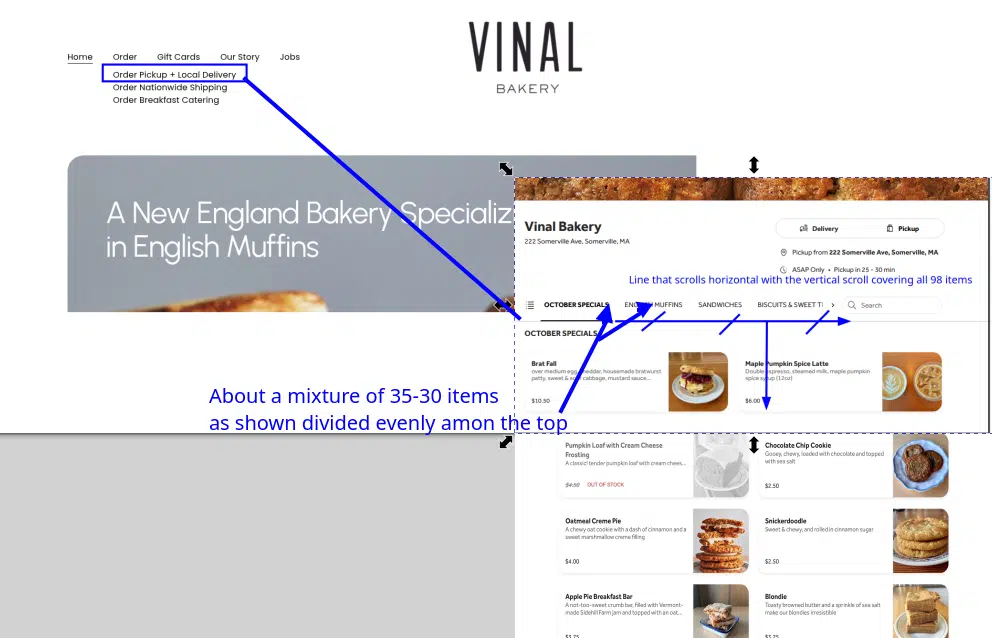 VINAL
BAKERY
Home Order Gift Cards Our Story Jobs
Order Pickup + Local Delivery
Order Nationwide Shipping
Order Breakfast Catering
A New England Bakery Specializ
in English Muffins
Vinal Bakery
222 Somerville Ave, Somerville, MA
Delivery Pickup
Pickup from 222 Somerville Ave, Somerville, MA
ASAP Only • Pickup in 25 - 30 min
Line that scrolls horizontal with the vertical scroll covering all 98 items
OCTOBER SPECIALS ENGLISH MUFFINS SANDWICHES BISCUITS & SWEET TI Search
OCTOBER SPECIALS
Brat Fall
over medium egg, cheddar, housemade bratwurst
patty, sweet & sour cabbage, mustard sauce...
$10.50
Maple Pumpkin Spice Latte
Double espresso, steamed milk, maple pumpkin
spice syrup (12oz)
$6.00
About a mixture of 35-30 items
as shown divided evenly amon the top
Pumpkin Loaf with Cream Cheese
Frosting
A classic! tender pumpkin loaf with cream chees...
$4.50 OUT OF STOCK
Chocolate Chip Cookie
Gooey, chewy, loaded with chocolate and topped
with sea salt
$2.50
Oatmeal Creme Pie
A chewy oat cookie with a dash of cinnamon and a
sweet marshmallow creme filling
$4.00
Snickerdoodle
Sweet & chewy, and rolled in cinnamon sugar
$2.50
Apple Pie Breakfast Bar
A not-too-sweet crumb bar, filled with Vermont-
made Sidehill Farm jam and topped with an oat...
$3.75
Blondie
Toasty browned butter and a sprinkle of sea salt
make our blondies irresistible
$3.25